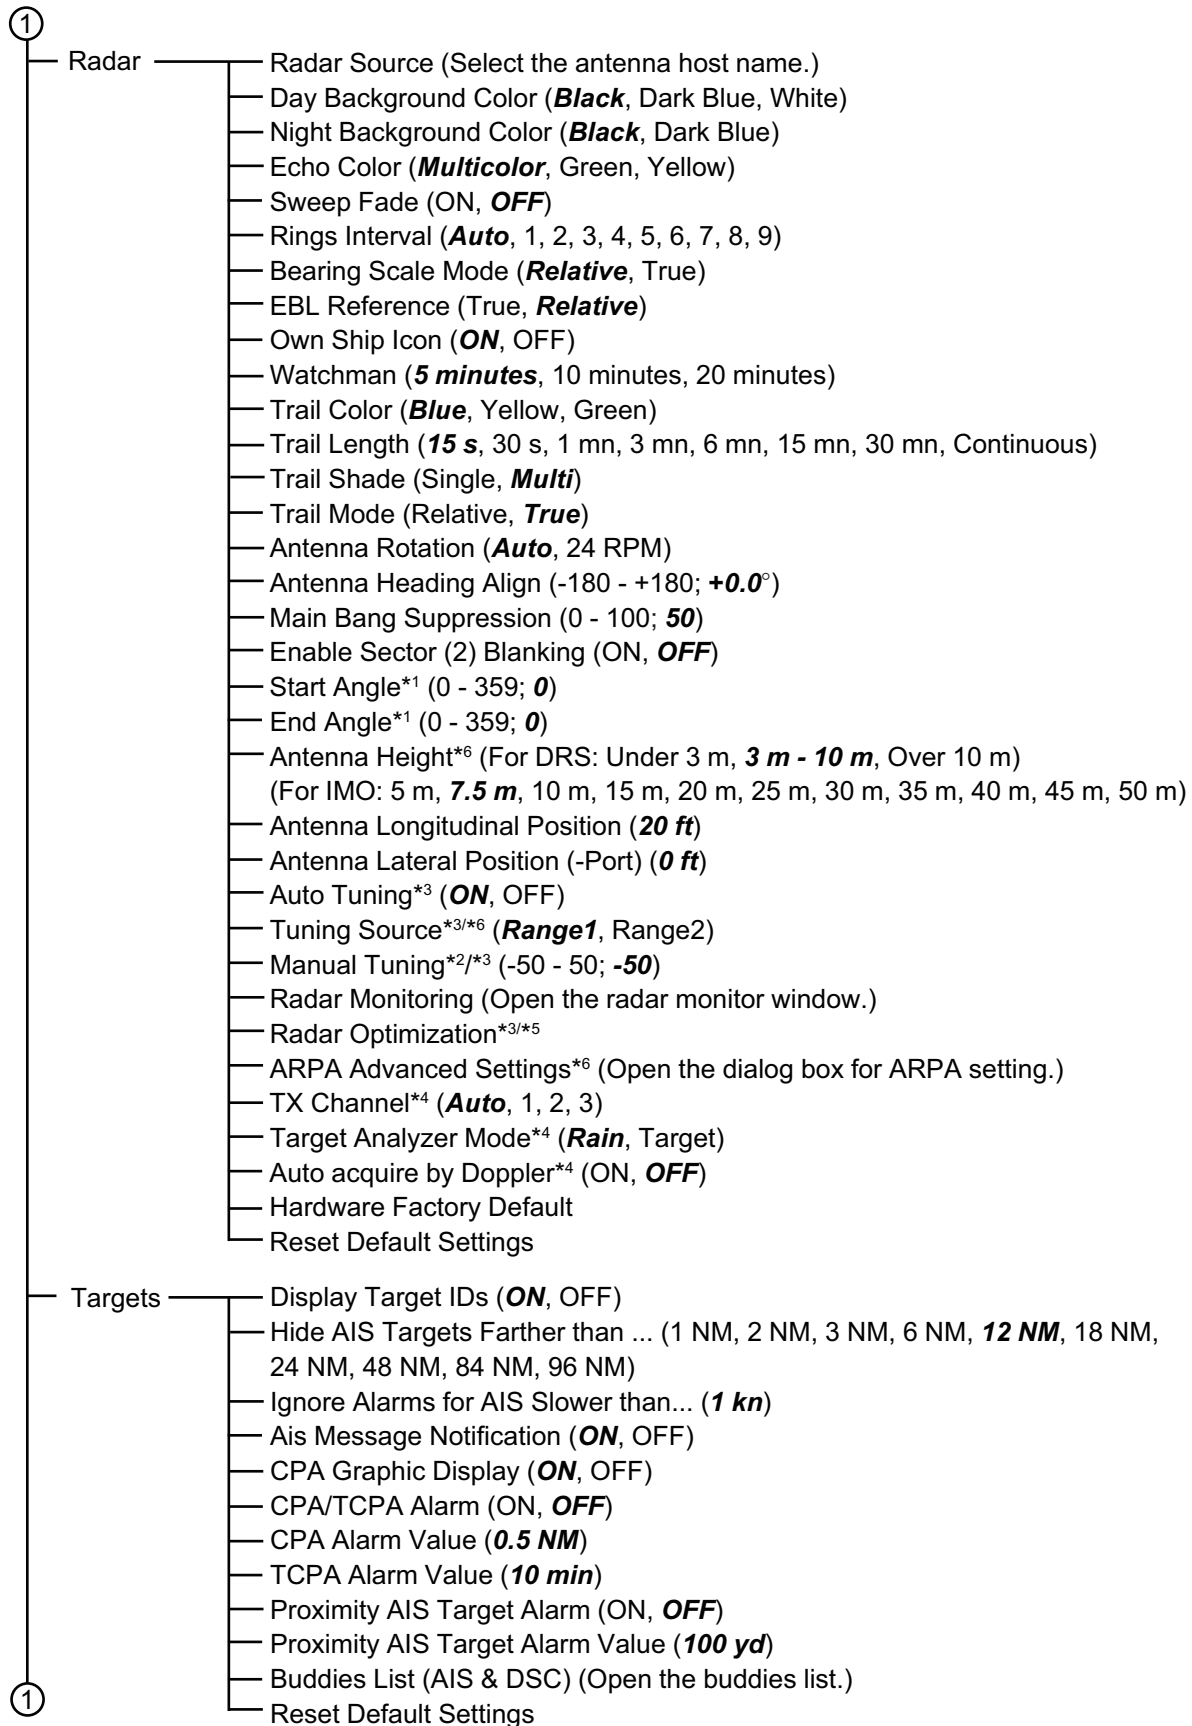 1
Radar
Radar Source (Select the antenna host name.)
Day Background Color (Black, Dark Blue, White)
Night Background Color (Black, Dark Blue)
Echo Color (Multicolor, Green, Yellow)
Sweep Fade (ON, OFF)
Rings Interval (Auto, 1, 2, 3, 4, 5, 6, 7, 8, 9)
Bearing Scale Mode (Relative, True)
EBL Reference (True, Relative)
Own Ship Icon (ON, OFF)
Watchman (5 minutes, 10 minutes, 20 minutes)
Trail Color (Blue, Yellow, Green)
Trail Length (15 s, 30 s, 1 mn, 3 mn, 6 mn, 15 mn, 30 mn, Continuous)
Trail Shade (Single, Multi)
Trail Mode (Relative, True)
Antenna Rotation (Auto, 24 RPM)
Antenna Heading Align (-180 - +180; +0.0°)
Main Bang Suppression (0 - 100; 50)
Enable Sector (2) Blanking (ON, OFF)
Start Angle*1 (0 - 359; 0)
End Angle*1 (0 - 359; 0)
Antenna Height*6 (For DRS: Under 3 m, 3 m - 10 m, Over 10 m)
(For IMO: 5 m, 7.5 m, 10 m, 15 m, 20 m, 25 m, 30 m, 35 m, 40 m, 45 m, 50 m)
Antenna Longitudinal Position (20 ft)
Antenna Lateral Position (-Port) (0 ft)
Auto Tuning*3 (ON, OFF)
Tuning Source*3/*6 (Range1, Range2)
Manual Tuning*2/*3 (-50 - 50; -50)
Radar Monitoring (Open the radar monitor window.)
Radar Optimization*3/*5
ARPA Advanced Settings*6 (Open the dialog box for ARPA setting.)
TX Channel*4 (Auto, 1, 2, 3)
Target Analyzer Mode*4 (Rain, Target)
Auto acquire by Doppler*4 (ON, OFF)
Hardware Factory Default
Reset Default Settings
Targets
Display Target IDs (ON, OFF)
Hide AIS Targets Farther than ... (1 NM, 2 NM, 3 NM, 6 NM, 12 NM, 18 NM,
24 NM, 48 NM, 84 NM, 96 NM)
Ignore Alarms for AIS Slower than... (1 kn)
Ais Message Notification (ON, OFF)
CPA Graphic Display (ON, OFF)
CPA/TCPA Alarm (ON, OFF)
CPA Alarm Value (0.5 NM)
TCPA Alarm Value (10 min)
Proximity AIS Target Alarm (ON, OFF)
Proximity AIS Target Alarm Value (100 yd)
Buddies List (AIS & DSC) (Open the buddies list.)
Reset Default Settings
1